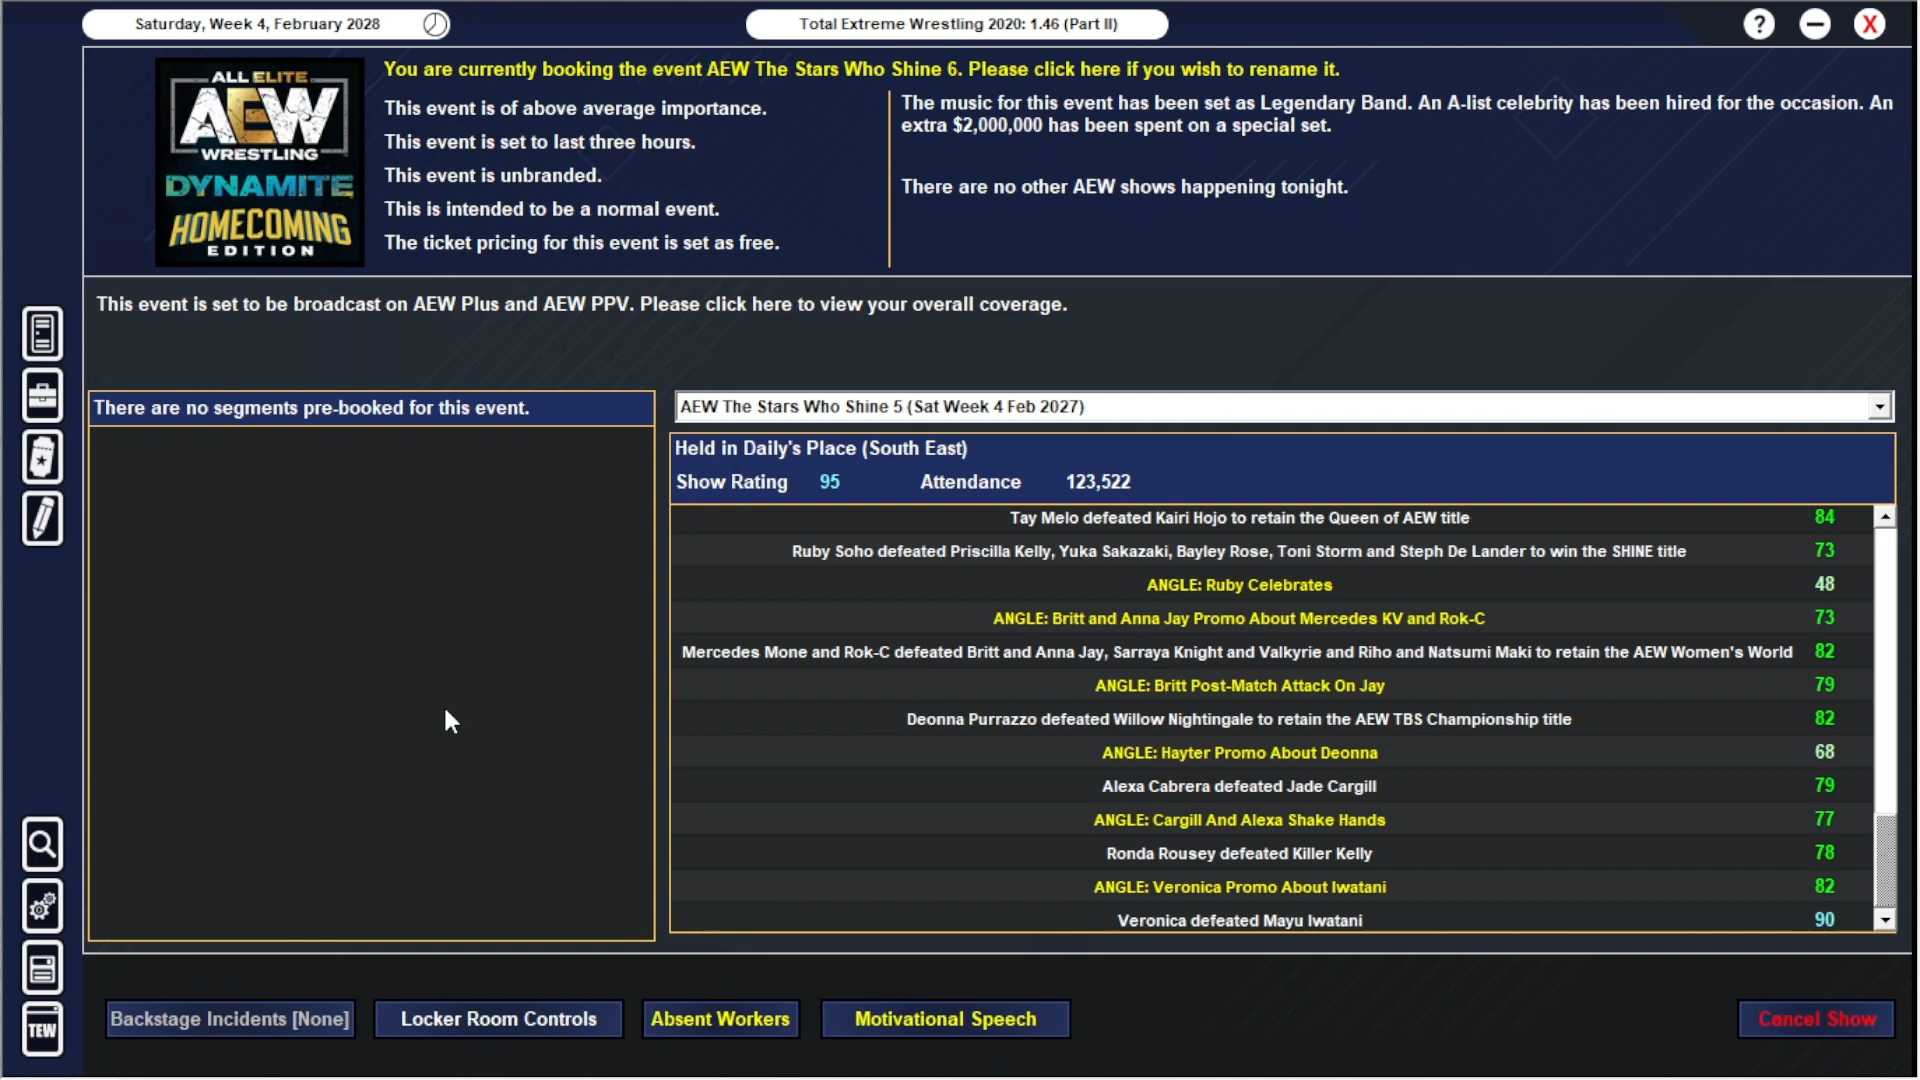 Saturday, Week 4, February 2028
Total Extreme Wrestling 2020: 1.46 (Part II)
?
X
ALL ELITE
AEW
WRESTLING
DYNAMITE
HOMECOMING
EDITION
You are currently booking the event AEW The Stars Who Shine 6. Please click here if you wish to rename it.
This event is of above average importance.
This event is set to last three hours.
This event is unbranded.
This is intended to be a normal event.
The ticket pricing for this event is set as free.
The music for this event has been set as Legendary Band. An A-list celebrity has been hired for the occasion. An
extra $2,000,000 has been spent on a special set.
There are no other AEW shows happening tonight.
This event is set to be broadcast on AEW Plus and AEW PPV. Please click here to view your overall coverage.
There are no segments pre-booked for this event.
AEW The Stars Who Shine 5 (Sat Week 4 Feb 2027)
Held in Daily's Place (South East)
Show Rating 95 Attendance 123,522
Tay Melo defeated Kairi Hojo to retain the Queen of AEW title 84
Ruby Soho defeated Priscilla Kelly, Yuka Sakazaki, Bayley Rose, Toni Storm and Steph De Lander to win the SHINE title 73
ANGLE: Ruby Celebrates 48
ANGLE: Britt and Anna Jay Promo About Mercedes KV and Rok-C 73
Mercedes Mone and Rok-C defeated Britt and Anna Jay, Sarraya Knight and Valkyrie and Riho and Natsumi Maki to retain the AEW Women's World 82
ANGLE: Britt Post-Match Attack On Jay 79
Deonna Purrazzo defeated Willow Nightingale to retain the AEW TBS Championship title 82
ANGLE: Hayter Promo About Deonna 68
Alexa Cabrera defeated Jade Cargill 79
ANGLE: Cargill And Alexa Shake Hands 77
Ronda Rousey defeated Killer Kelly 78
ANGLE: Veronica Promo About Iwatani 82
Veronica defeated Mayu Iwatani 90
TEW
Backstage Incidents [None]
Locker Room Controls
Absent Workers
Motivational Speech
Cancel Show